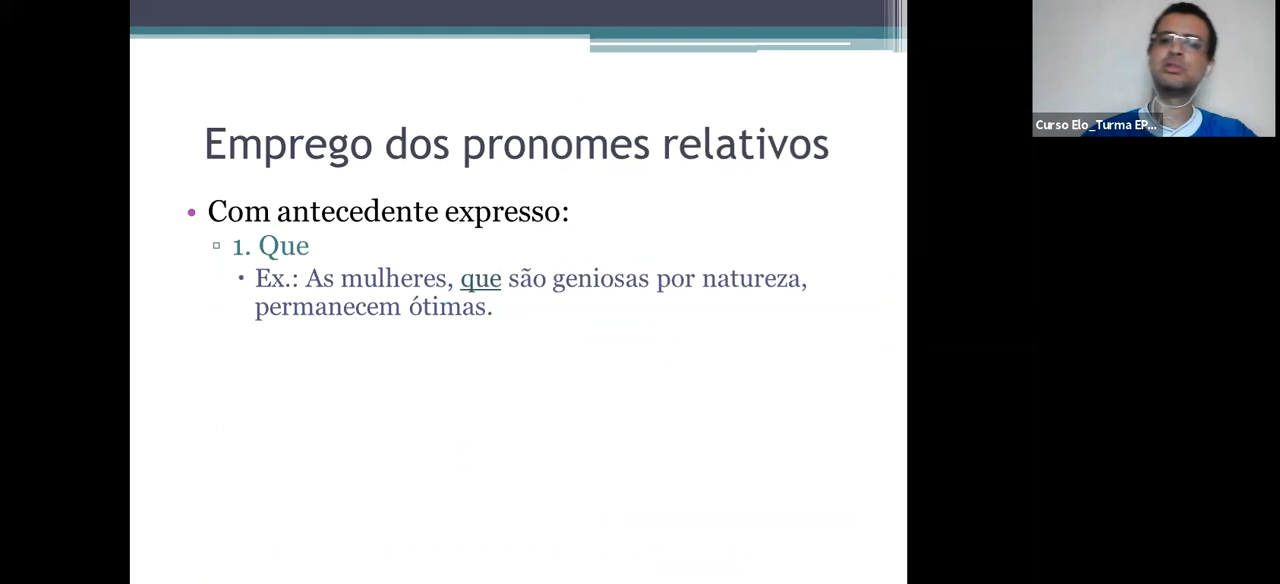 Emprego dos pronomes relativos
• Com antecedente expresso:
▫ 1. Que
• Ex.: As mulheres, que são geniosas por natureza,
permanecem ótimas.
Curso Elo_Turma EP...